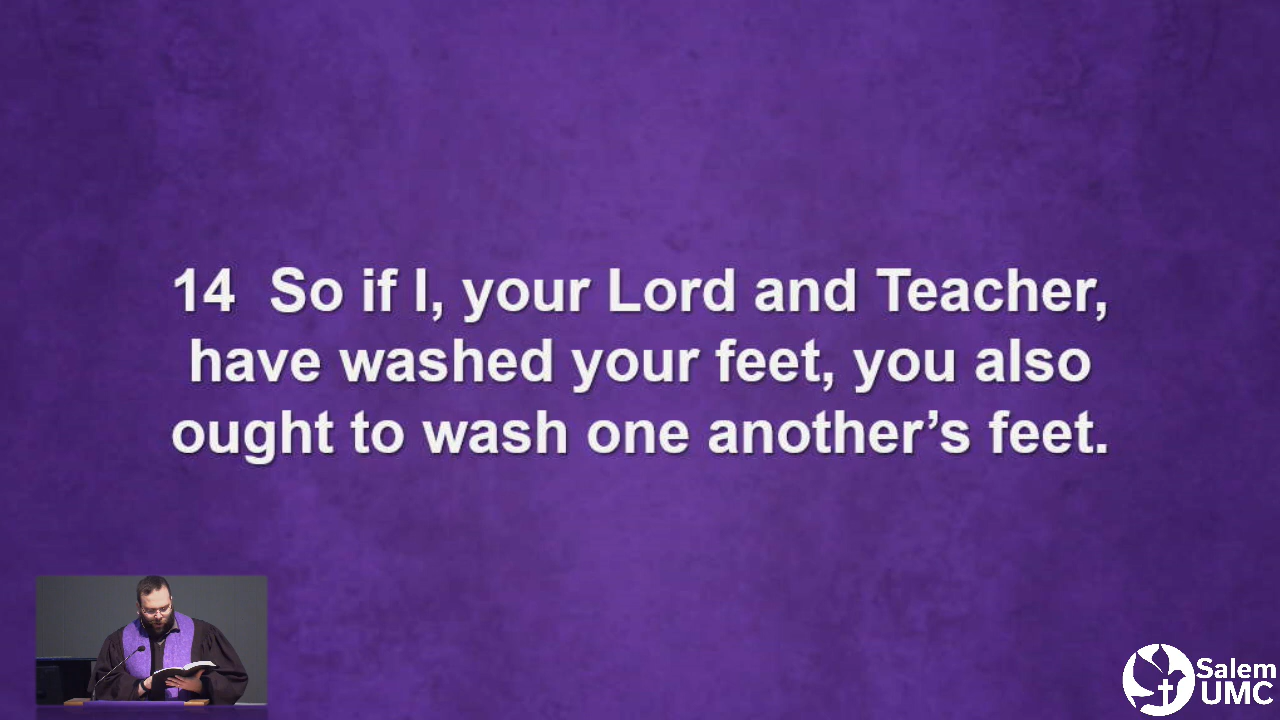 14  So if I, your Lord and Teacher,
have washed your feet, you also
ought to wash one another’s feet.
Salem
UMC